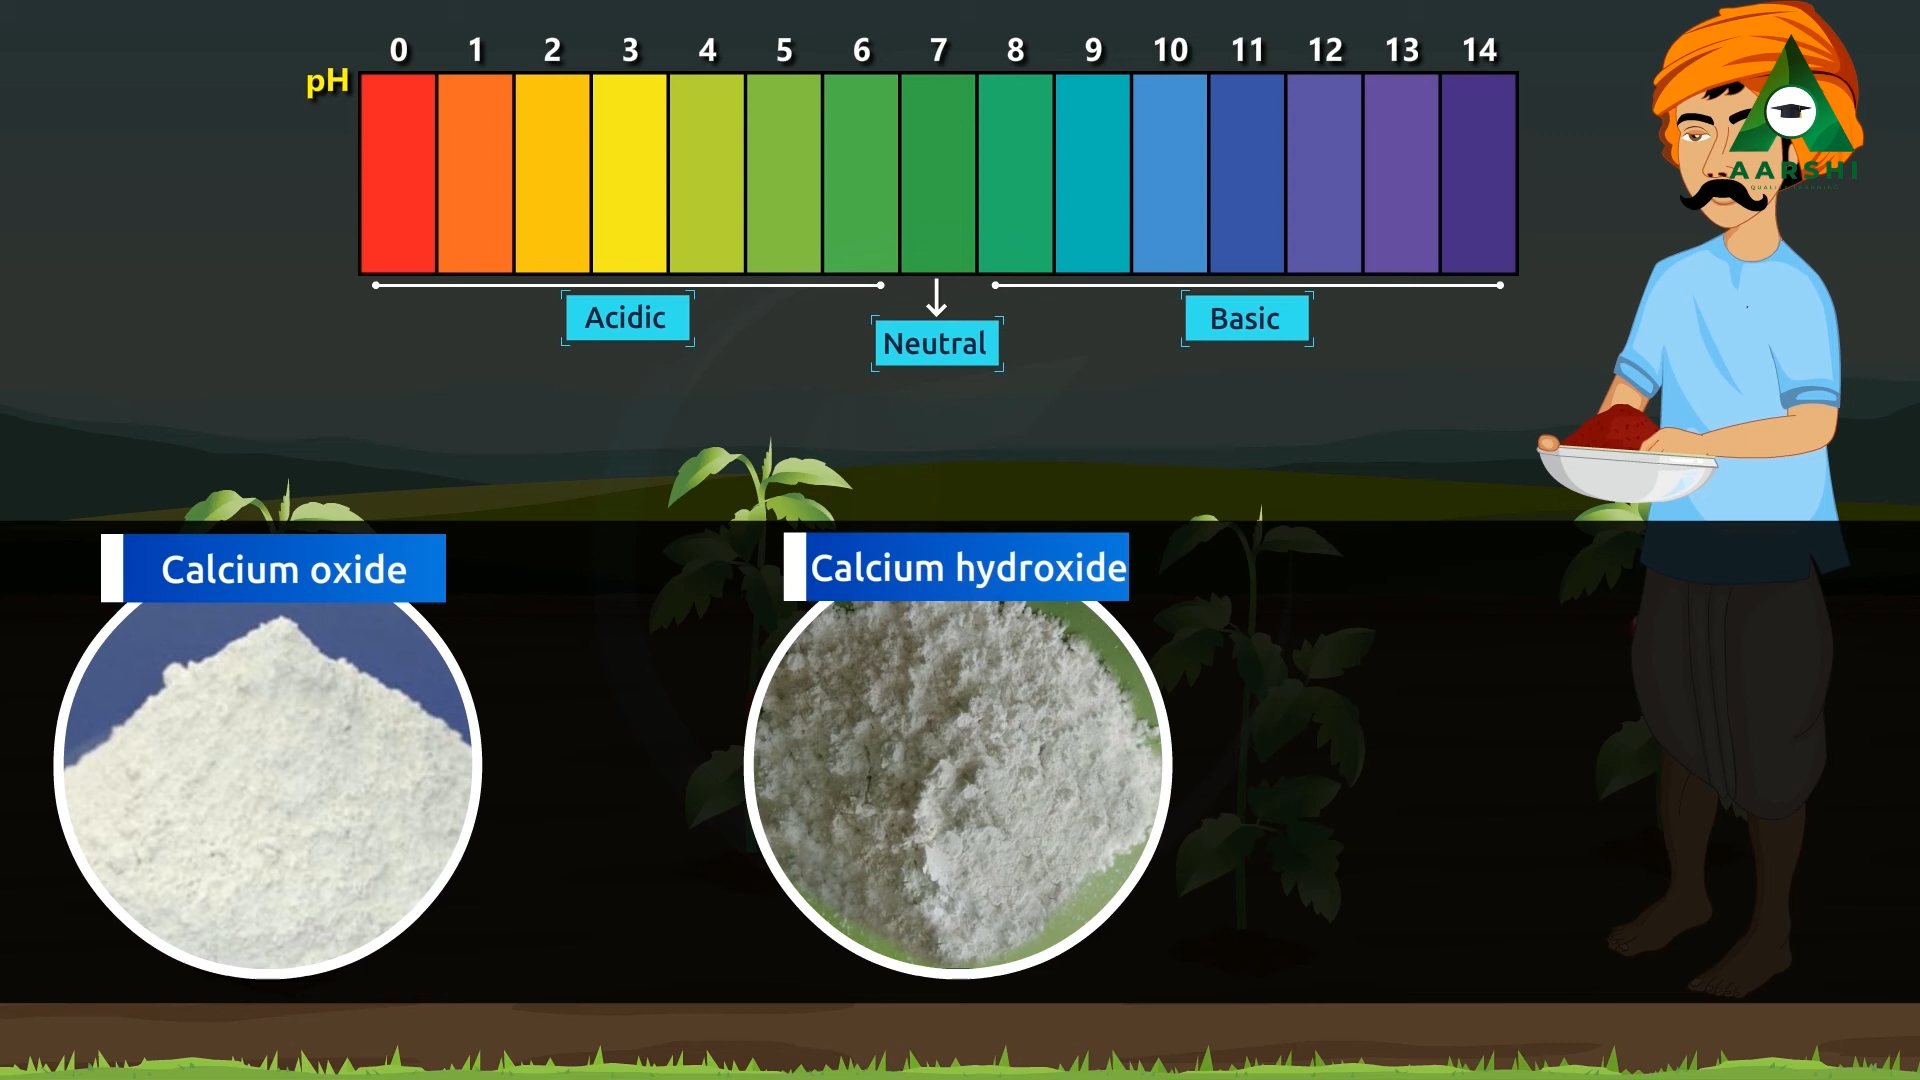 0 1 2 3 4 5 6 7 8 9 10 11 12 13 14
pH
Acidic
Neutral
Basic
AARSHI
Calcium oxide
Calcium hydroxide